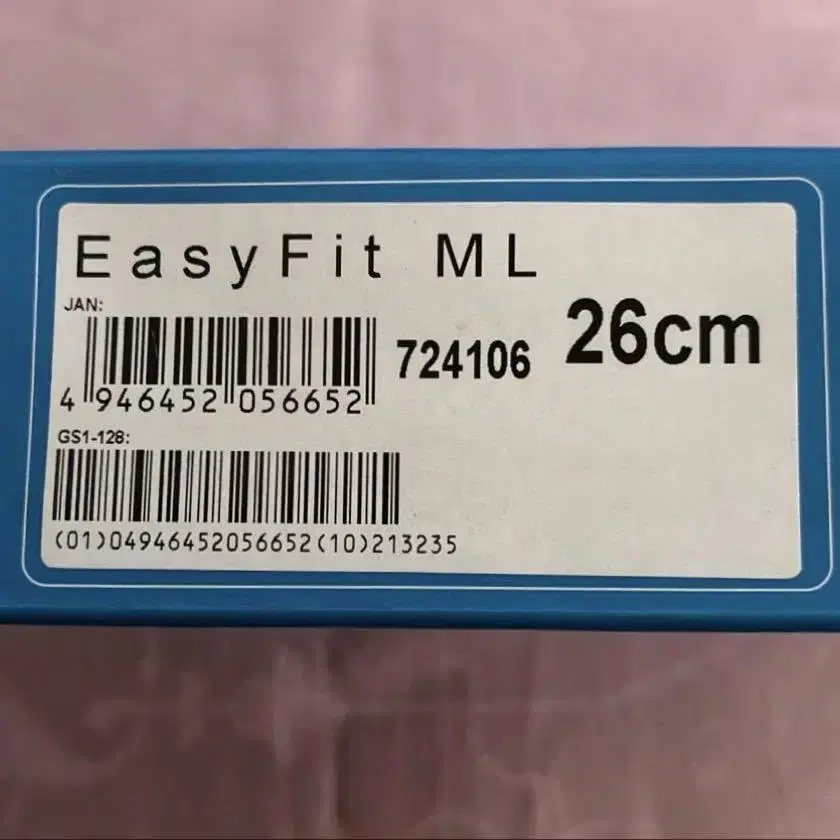 EasyFit ML
JAN:
4 946452 056652
724106
26cm
GS1-128:
(01)04946452056652(10)213235